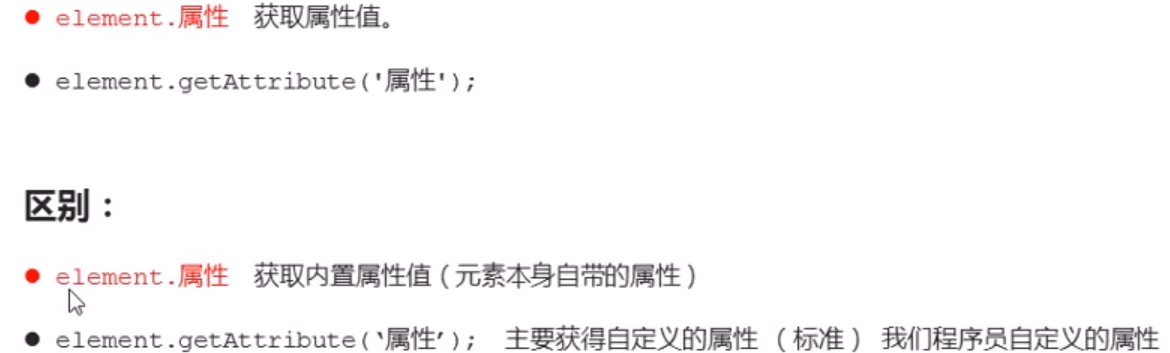 ● element.属性 获取属性值。
● element.getAttribute('属性');
区别：
● element.属性 获取内置属性值(元素本身自带的属性)
● element.getAttribute(‘属性’); 主要获得自定义的属性 (标准) 我们程序员自定义的属性